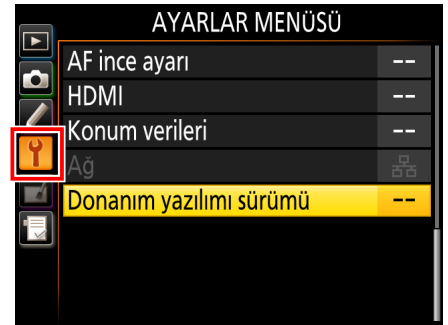 AYARLAR MENÜSÜ
AF ince ayarı --
HDMI --
Konum verileri --
Ağ
Donanım yazılımı sürümü --